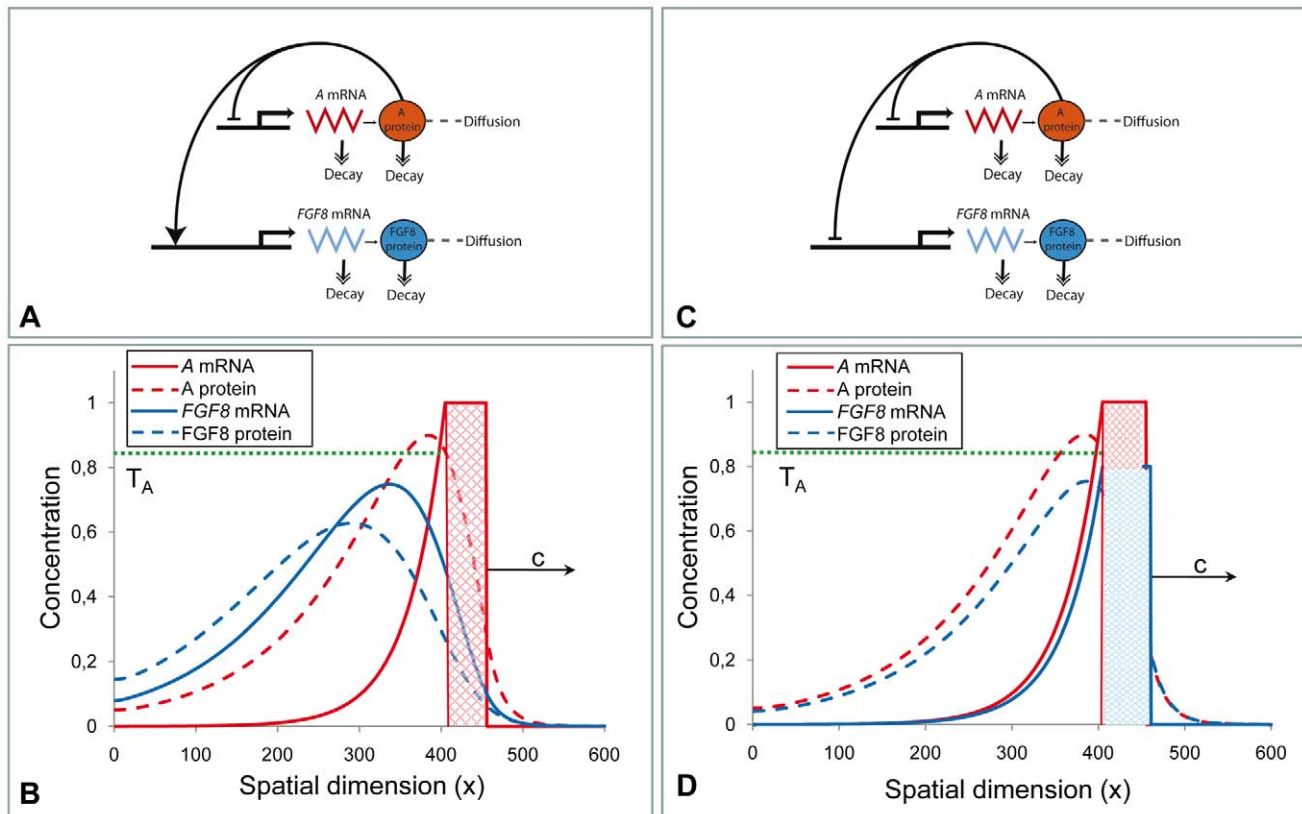 A mRNA
A
protein
Diffusion
Decay
Decay
FGF8 mRNA
FGF8
protein
Diffusion
Decay
Decay
A
A mRNA
A
protein
Diffusion
Decay
Decay
FGF8 mRNA
FGF8
protein
Diffusion
Decay
Decay
C
A mRNA
A protein
FGF8 mRNA
FGF8 protein
1
0,8
0,6
0,4
0,2
0
TA
c
Concentration
0 100 200 300 400 500 600
Spatial dimension (x)
B
A mRNA
A protein
FGF8 mRNA
FGF8 protein
1
0,8
0,6
0,4
0,2
0
TA
c
Concentration
0 100 200 300 400 500 600
Spatial dimension (x)
D